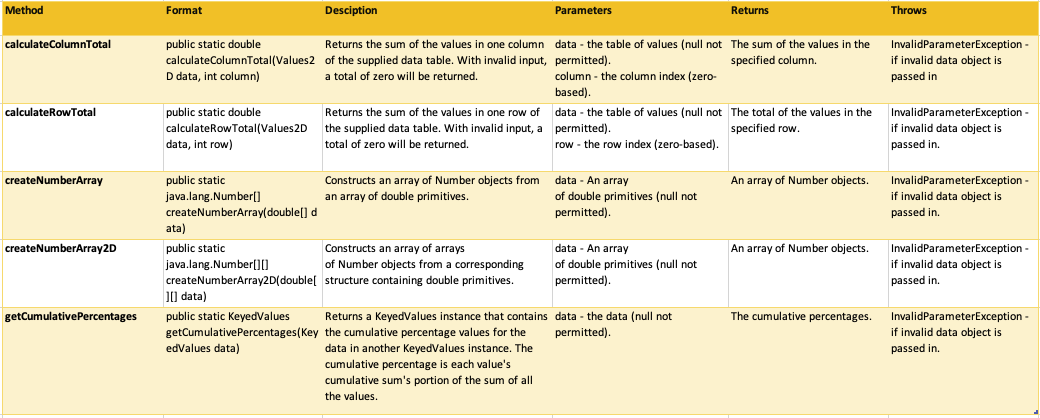 Method
Format
Desciption
Parameters
Returns
Throws
calculateColumnTotal
public static double
calculateColumnTotal(Values2
D data, int column)
Returns the sum of the values in one column
of the supplied data table. With invalid input,
a total of zero will be returned.
data - the table of values (null not
permitted).
column - the column index (zero-
based).
The sum of the values in the
specified column.
InvalidParameterException -
if invalid data object is
passed in
calculateRowTotal
public static double
calculateRowTotal(Values2D
data, int row)
Returns the sum of the values in one row of
the supplied data table. With invalid input, a
total of zero will be returned.
data - the table of values (null not
permitted).
row - the row index (zero-based).
The total of the values in the
specified row.
InvalidParameterException -
if invalid data object is
passed in.
createNumberArray
public static
java.lang.Number[]
createNumberArray(double[] d
ata)
Constructs an array of Number objects from
an array of double primitives.
data - An array
of double primitives (null not
permitted).
An array of Number objects.
InvalidParameterException -
if invalid data object is
passed in.
createNumberArray2D
public static
java.lang.Number[][]
createNumberArray2D(double[
][] data)
Constructs an array of arrays
of Number objects from a corresponding
structure containing double primitives.
data - An array
of double primitives (null not
permitted).
An array of Number objects.
InvalidParameterException -
if invalid data object is
passed in.
getCumulativePercentages
public static KeyedValues
getCumulativePercentages(Key
edValues data)
Returns a KeyedValues instance that contains
the cumulative percentage values for the
data in another KeyedValues instance. The
cumulative percentage is each value's
cumulative sum's portion of the sum of all
the values.
data - the data (null not
permitted).
The cumulative percentages.
InvalidParameterException -
if invalid data object is
passed in.